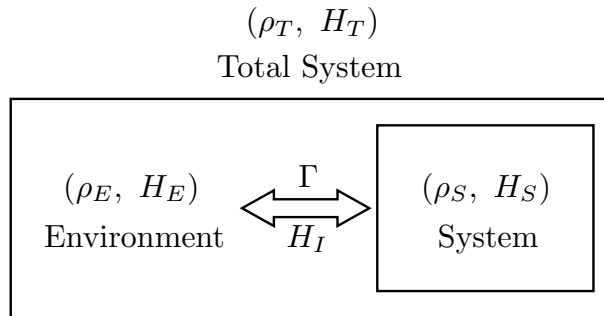 (ρ_T, H_T)
Total System
(ρ_E, H_E)
Environment
Γ
H_I
(ρ_S, H_S)
System